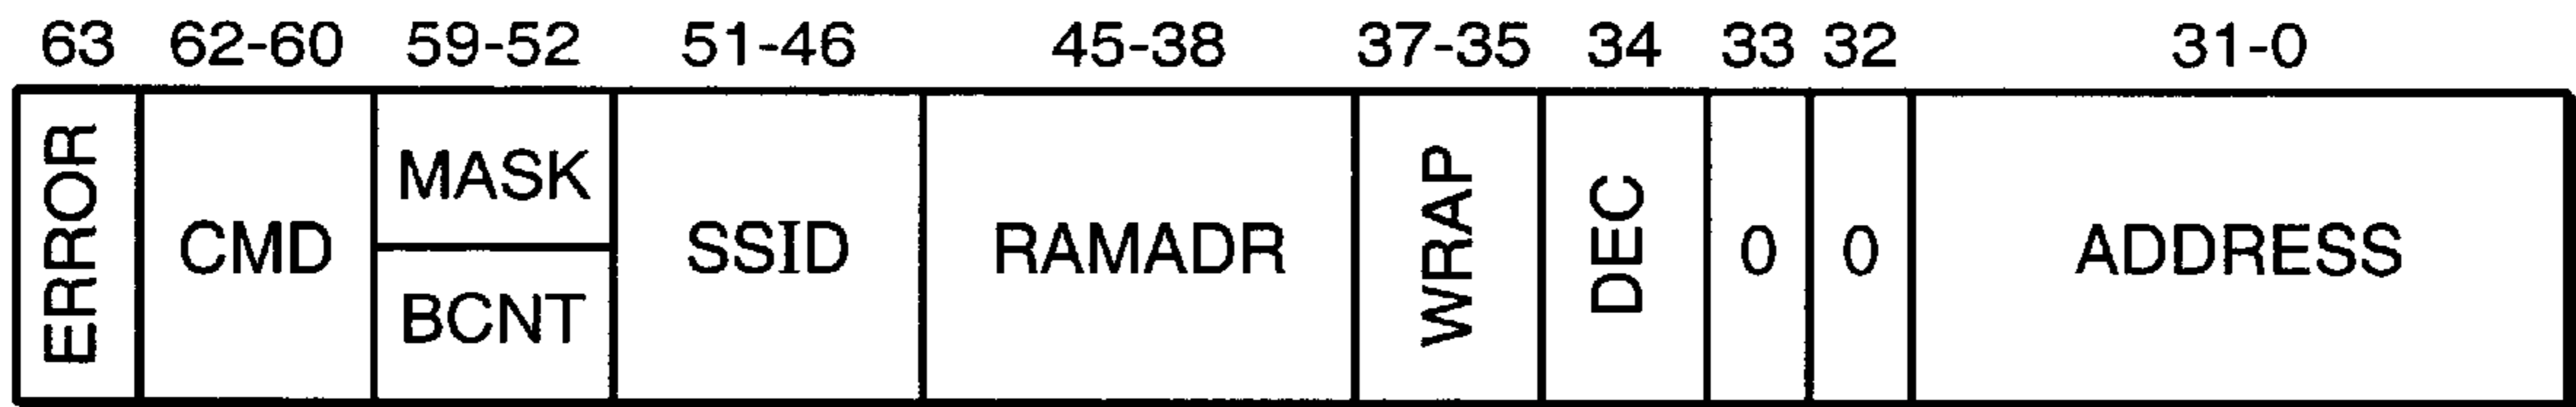 63 62-60 59-52 51-46 45-38 37-35 34 33 32 31-0
ERROR CMD MASK SSID RAMADR WRAP DEC 0 0 ADDRESS
BCNT